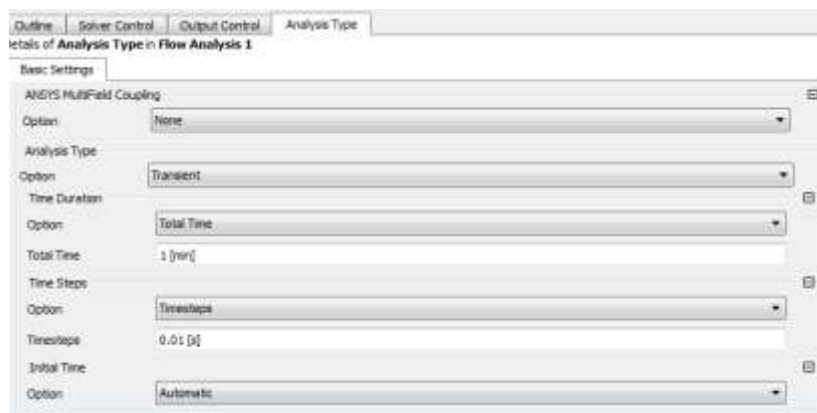 Outline Solver Control Output Control Analysis Type
etails of Analysis Type in Flow Analysis 1
Basic Settings
ANSYS MultiField Coupling
Option None
Analysis Type
Option Transient
Time Duration
Option Total Time
Total Time 1 [min]
Time Steps
Option Timesteps
Timesteps 0.01 [s]
Initial Time
Option Automatic